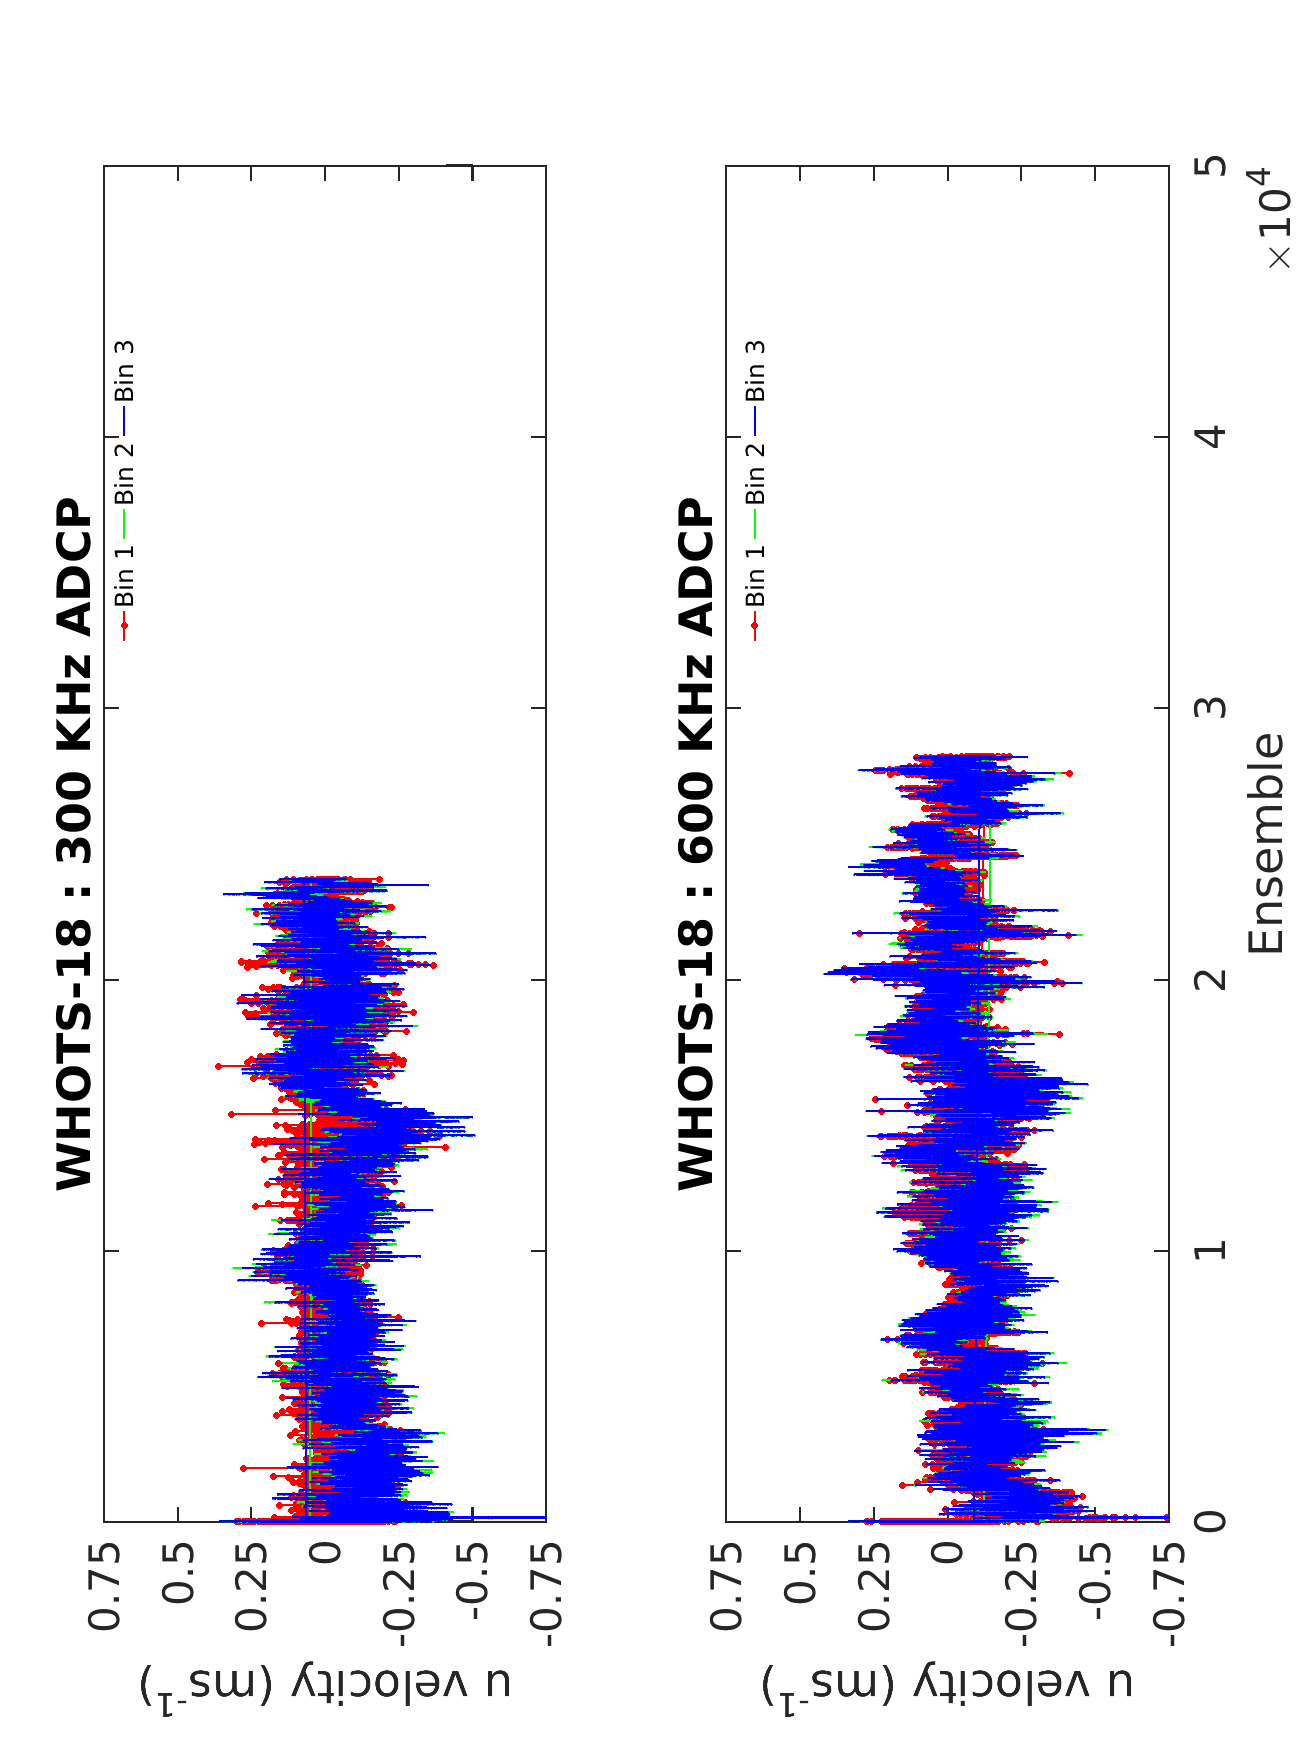 WHOTS-18 : 300 KHz ADCP
Bin 1 Bin 2 Bin 3
0.75
0.5
0.25
0
-0.25
-0.5
-0.75
u velocity (ms-1)
WHOTS-18 : 600 KHz ADCP
Bin 1 Bin 2 Bin 3
0.75
0.5
0.25
0
-0.25
-0.5
-0.75
u velocity (ms-1)
0 1 2 3 4 5
Ensemble
×10^4